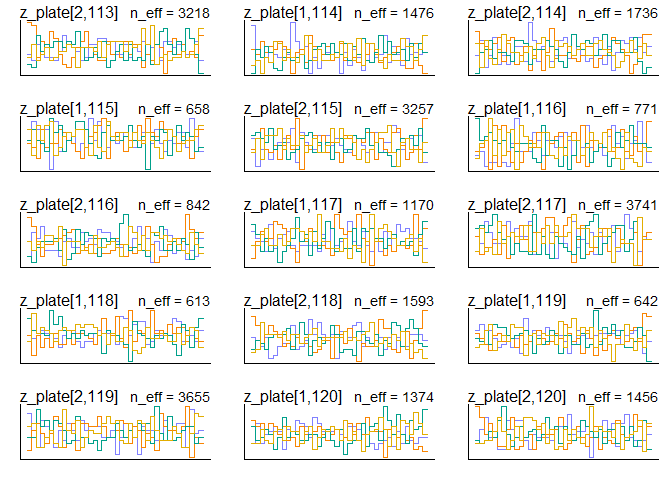 z_plate[2,113] n_eff = 3218
z_plate[1,114] n_eff = 1476
z_plate[2,114] n_eff = 1736
z_plate[1,115] n_eff = 658
z_plate[2,115] n_eff = 3257
z_plate[1,116] n_eff = 771
z_plate[2,116] n_eff = 842
z_plate[1,117] n_eff = 1170
z_plate[2,117] n_eff = 3741
z_plate[1,118] n_eff = 613
z_plate[2,118] n_eff = 1593
z_plate[1,119] n_eff = 642
z_plate[2,119] n_eff = 3655
z_plate[1,120] n_eff = 1374
z_plate[2,120] n_eff = 1456